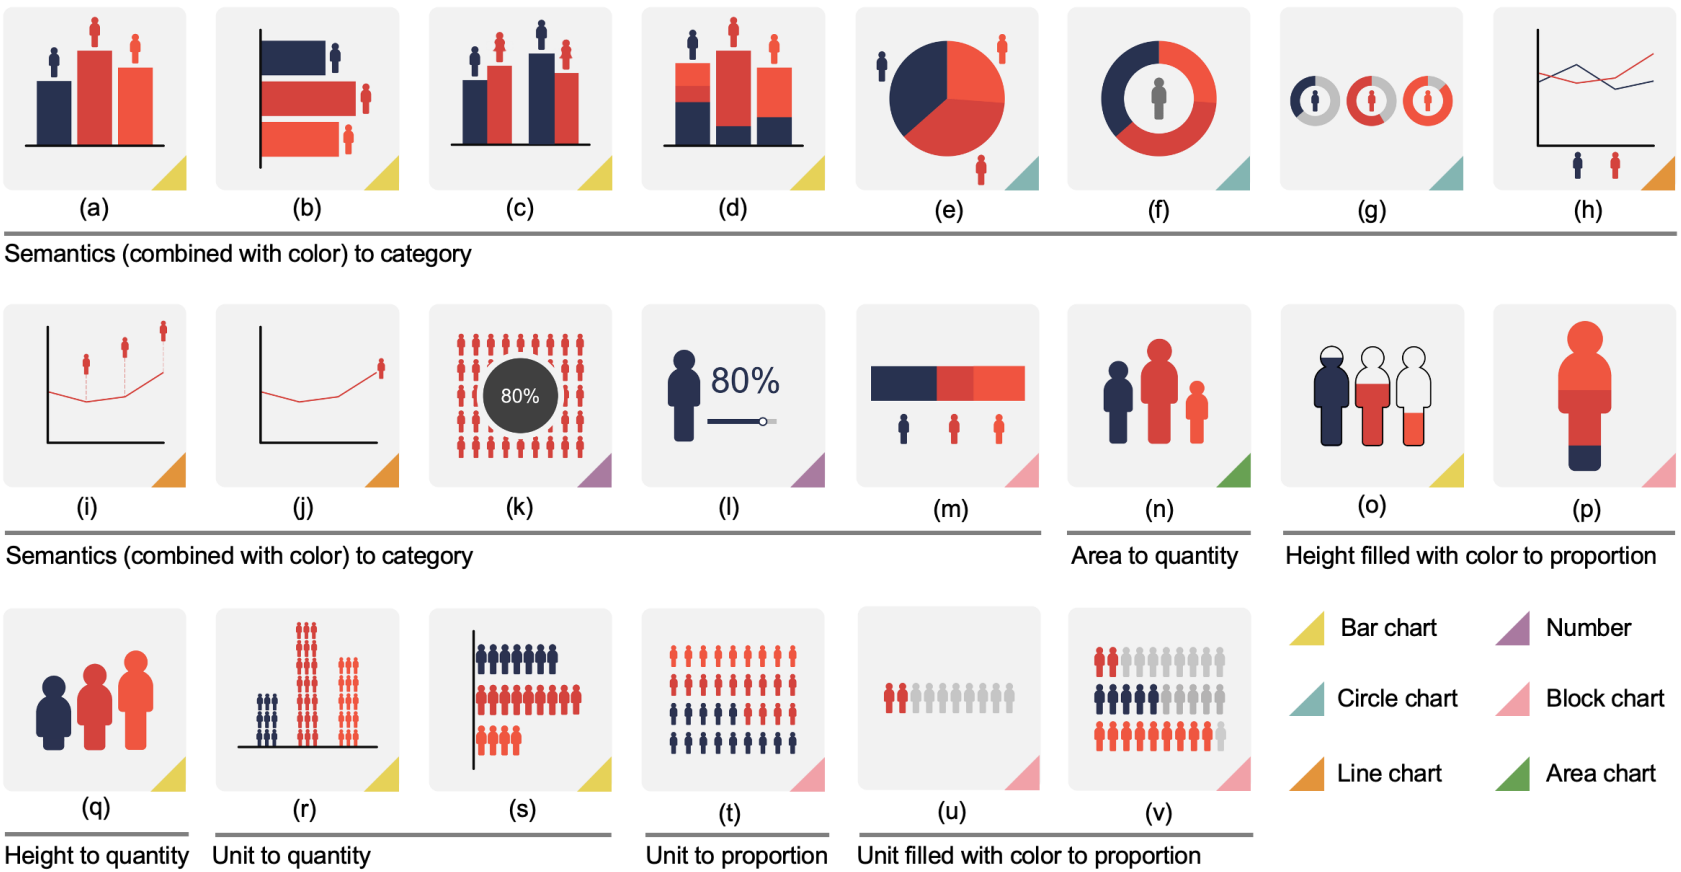 (a) (b) (c) (d) (e) (f) (g) (h)
Semantics (combined with color) to category
80%
80%
(i) (j) (k) (l) (m) (n) (o) (p)
Semantics (combined with color) to category
Area to quantity
Height filled with color to proportion
Bar chart
Number
Circle chart
Block chart
Line chart
Area chart
(q) (r) (s) (t) (u) (v)
Height to quantity
Unit to quantity
Unit to proportion
Unit filled with color to proportion